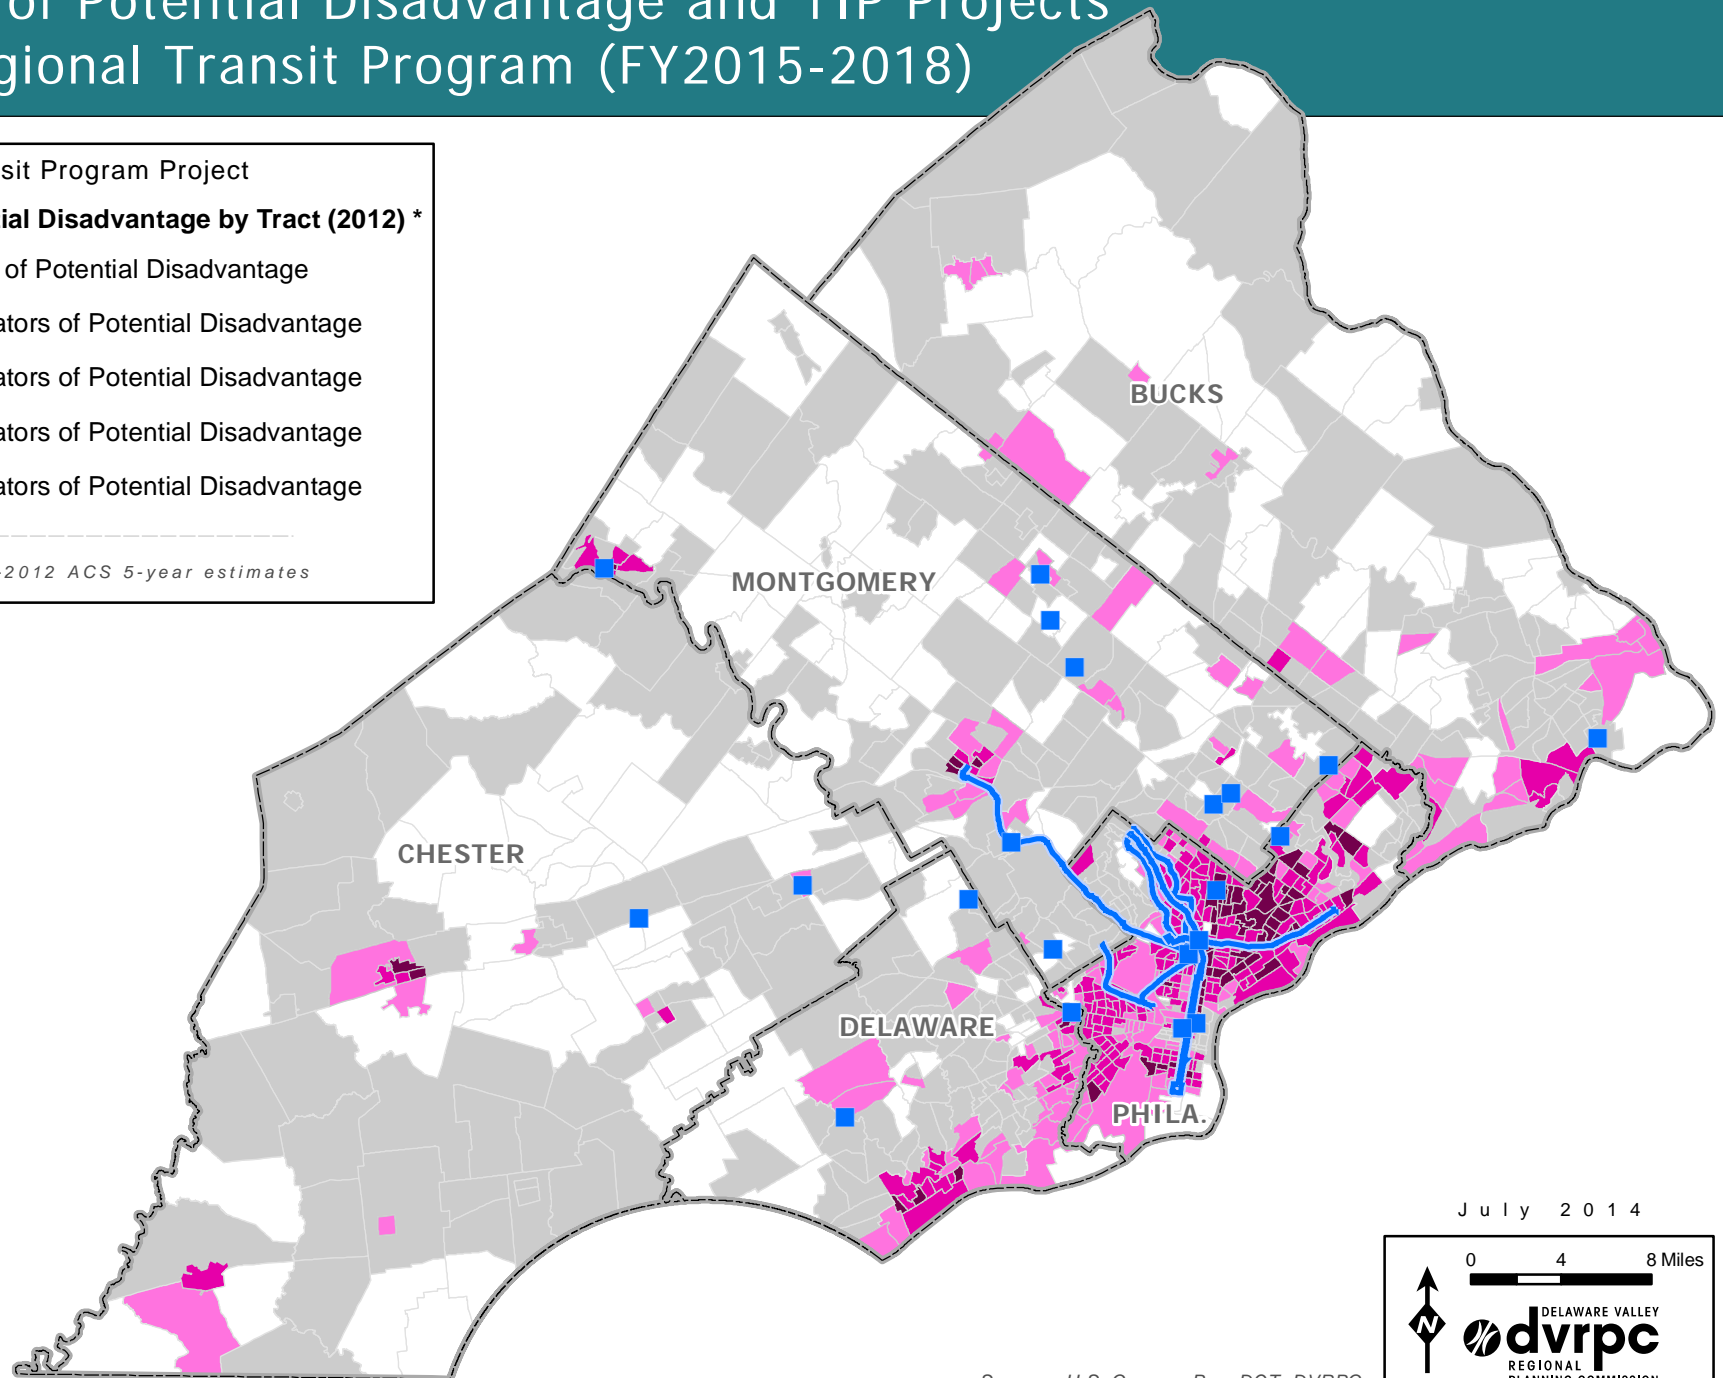 of Potential Disadvantage and TIP Projects
gional Transit Program (FY2015-2018)
sit Program Project
tial Disadvantage by Tract (2012) *
of Potential Disadvantage
ators of Potential Disadvantage
ators of Potential Disadvantage
ators of Potential Disadvantage
ators of Potential Disadvantage
-2012 ACS 5-year estimates
BUCKS
MONTGOMERY
CHESTER
DELAWARE
PHILA.
July 2014
0 4 8 Miles
N
DELAWARE VALLEY
dvrpc
REGIONAL
PLANNING COMMISSION